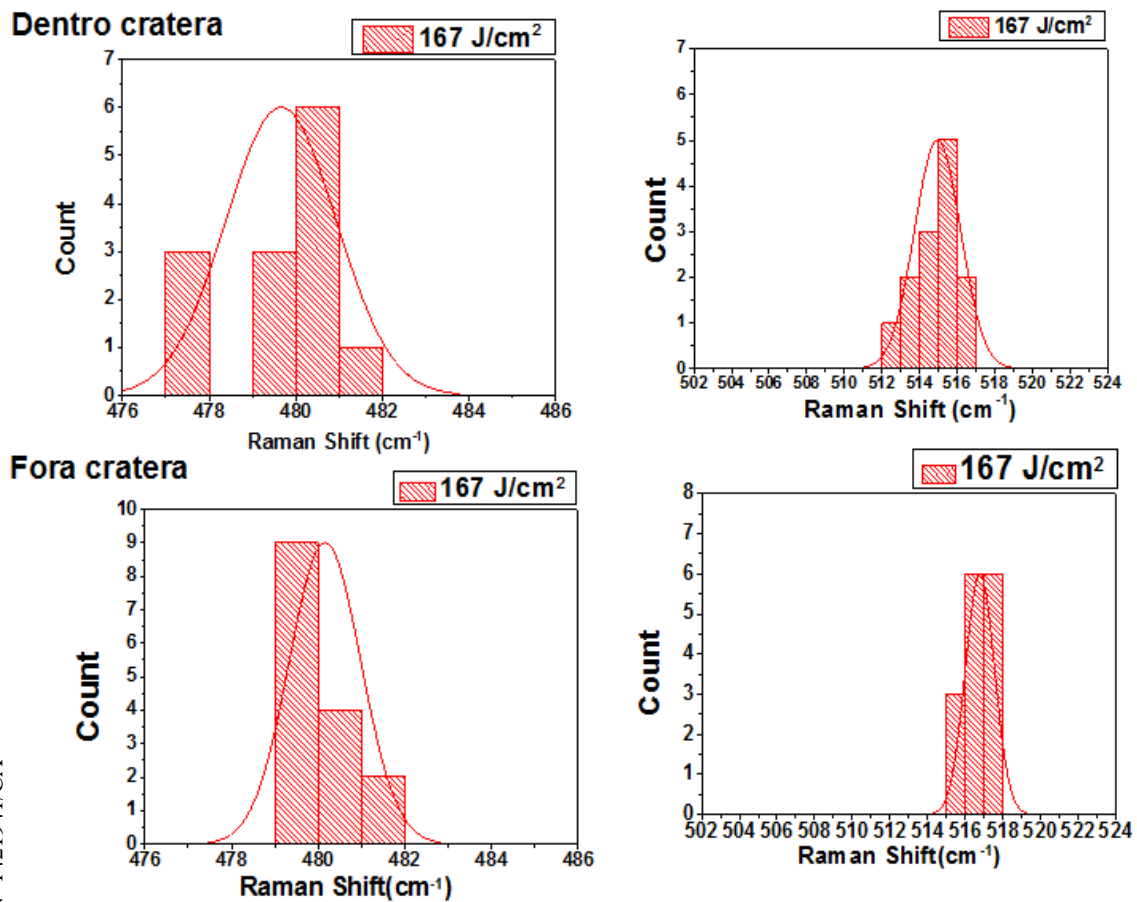 Dentro cratera
167 J/cm²
7
6
5
4
3
2
1
0
Count
476 478 480 482 484 486
Raman Shift (cm⁻¹)
167 J/cm²
7
6
5
4
3
2
1
0
Count
502 504 506 508 510 512 514 516 518 520 522 524
Raman Shift (cm⁻¹)
Fora cratera
167 J/cm²
10
9
8
7
6
5
4
3
2
1
0
Count
476 478 480 482 484 486
Raman Shift(cm⁻¹)
167 J/cm²
8
7
6
5
4
3
2
1
0
Count
502 504 506 508 510 512 514 516 518 520 522 524
Raman Shift (cm⁻¹)